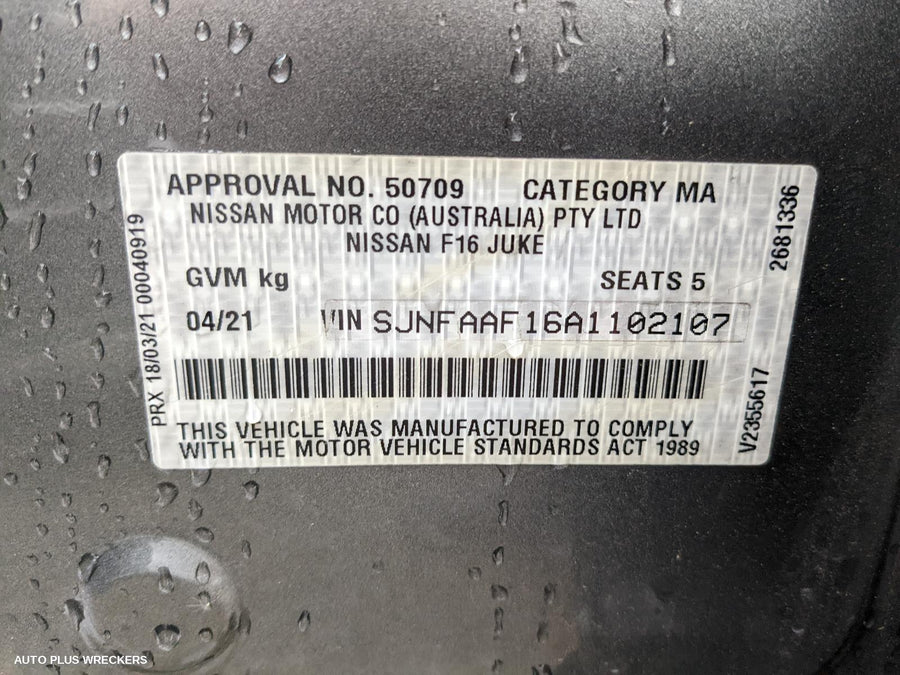 APPROVAL NO. 50709 CATEGORY MA
NISSAN MOTOR CO (AUSTRALIA) PTY LTD
NISSAN F16 JUKE
GVM kg SEATS 5
04/21 VIN SJNFAAF16A1102107
THIS VEHICLE WAS MANUFACTURED TO COMPLY
WITH THE MOTOR VEHICLE STANDARDS ACT 1989
PRX 18/03/21 00040919
2681336
V2355617
AUTO PLUS WRECKERS